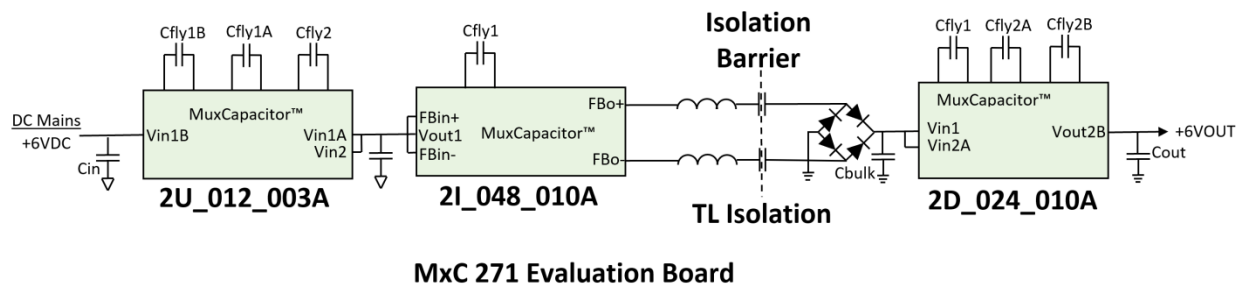 Cfly1B
Cfly1A
Cfly2
Cfly1
Isolation
Barrier
Cfly1
Cfly2A
Cfly2B
MuxCapacitor™
DC Mains
+6VDC
Cin
Vin1B
Vin1A
Vin2
2U_012_003A
FBin+
Vout1
FBin-
MuxCapacitor™
FBo+
FBo-
2I_048_010A
TL Isolation
Cbulk
MuxCapacitor™
Vin1
Vin2A
Vout2B
+6VOUT
Cout
2D_024_010A
MxC 271 Evaluation Board